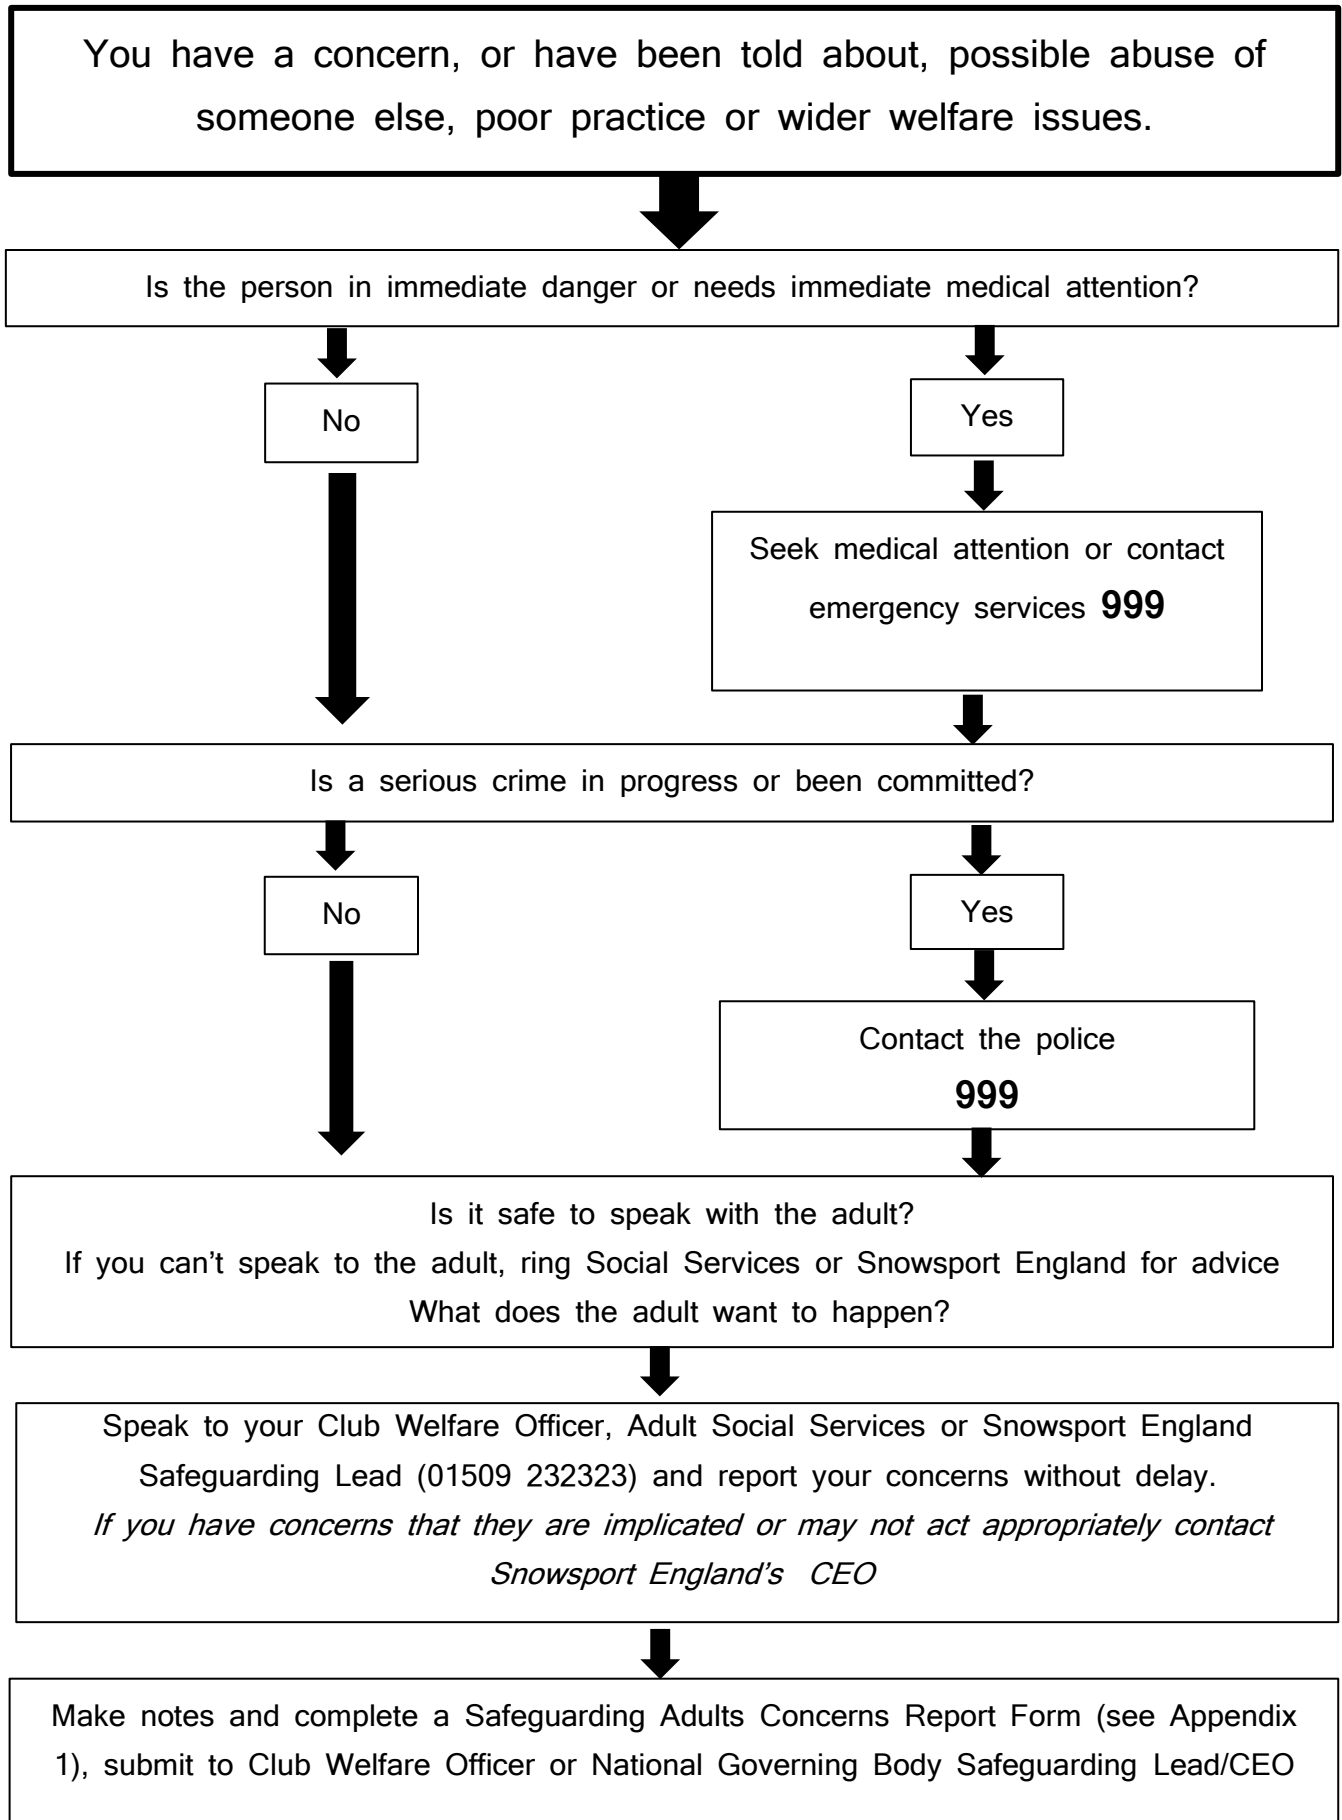 You have a concern, or have been told about, possible abuse of
someone else, poor practice or wider welfare issues.
Is the person in immediate danger or needs immediate medical attention?
No
Yes
Seek medical attention or contact
emergency services 999
Is a serious crime in progress or been committed?
No
Yes
Contact the police
999
Is it safe to speak with the adult?
If you can't speak to the adult, ring Social Services or Snowsport England for advice
What does the adult want to happen?
Speak to your Club Welfare Officer, Adult Social Services or Snowsport England
Safeguarding Lead (01509 232323) and report your concerns without delay.
If you have concerns that they are implicated or may not act appropriately contact
Snowsport England's CEO
Make notes and complete a Safeguarding Adults Concerns Report Form (see Appendix
1), submit to Club Welfare Officer or National Governing Body Safeguarding Lead/CEO